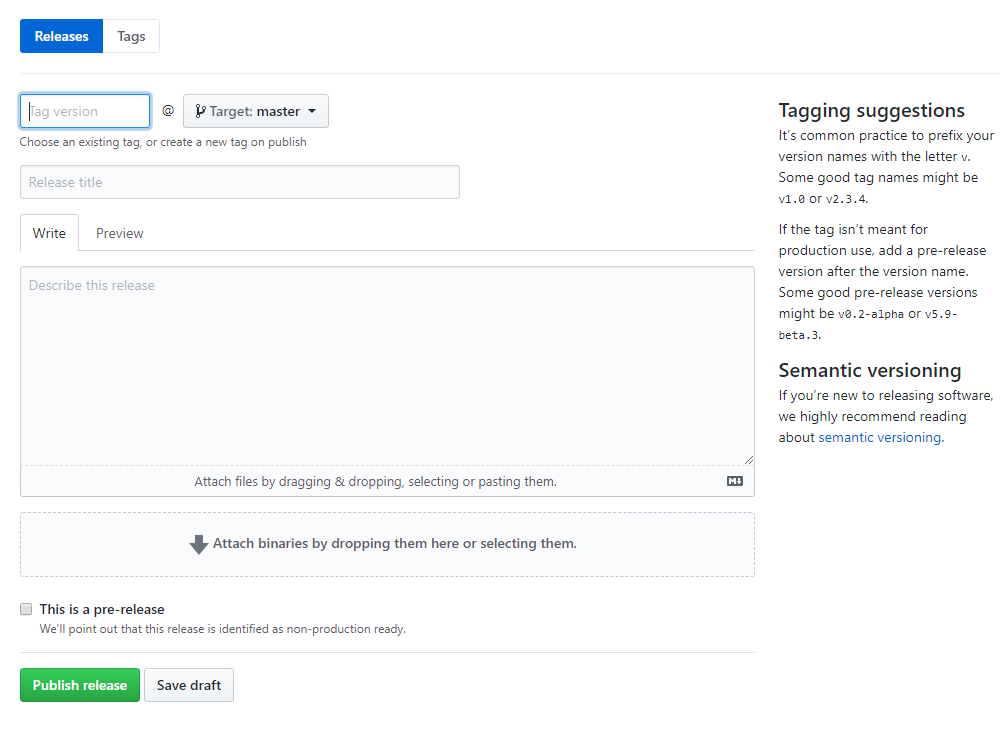 Releases Tags
Tag version @ Target: master
Choose an existing tag, or create a new tag on publish
Release title
Write Preview
Describe this release
Attach files by dragging & dropping, selecting or pasting them.
Attach binaries by dropping them here or selecting them.
This is a pre-release
We’ll point out that this release is identified as non-production ready.
Publish release Save draft
Tagging suggestions
It’s common practice to prefix your
version names with the letter v.
Some good tag names might be
v1.0 or v2.3.4.
If the tag isn’t meant for
production use, add a pre-release
version after the version name.
Some good pre-release versions
might be v0.2-alpha or v5.9-
beta.3.
Semantic versioning
If you’re new to releasing software,
we highly recommend reading
about semantic versioning.